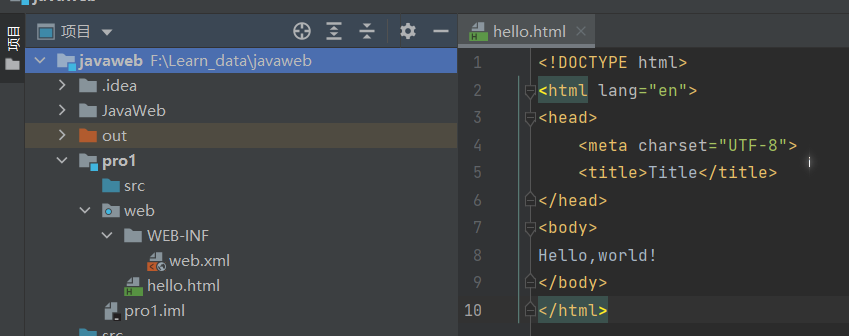 javaweb
项目
项目
hello.html
javaweb F:\Learn_data\javaweb
.idea
JavaWeb
out
pro1
src
web
WEB-INF
web.xml
hello.html
pro1.iml
src
1 <!DOCTYPE html>
2 <html lang="en">
3 <head>
4 <meta charset="UTF-8">
5 <title>Title</title>
6 </head>
7 <body>
8 Hello,world!
9 </body>
10 </html>